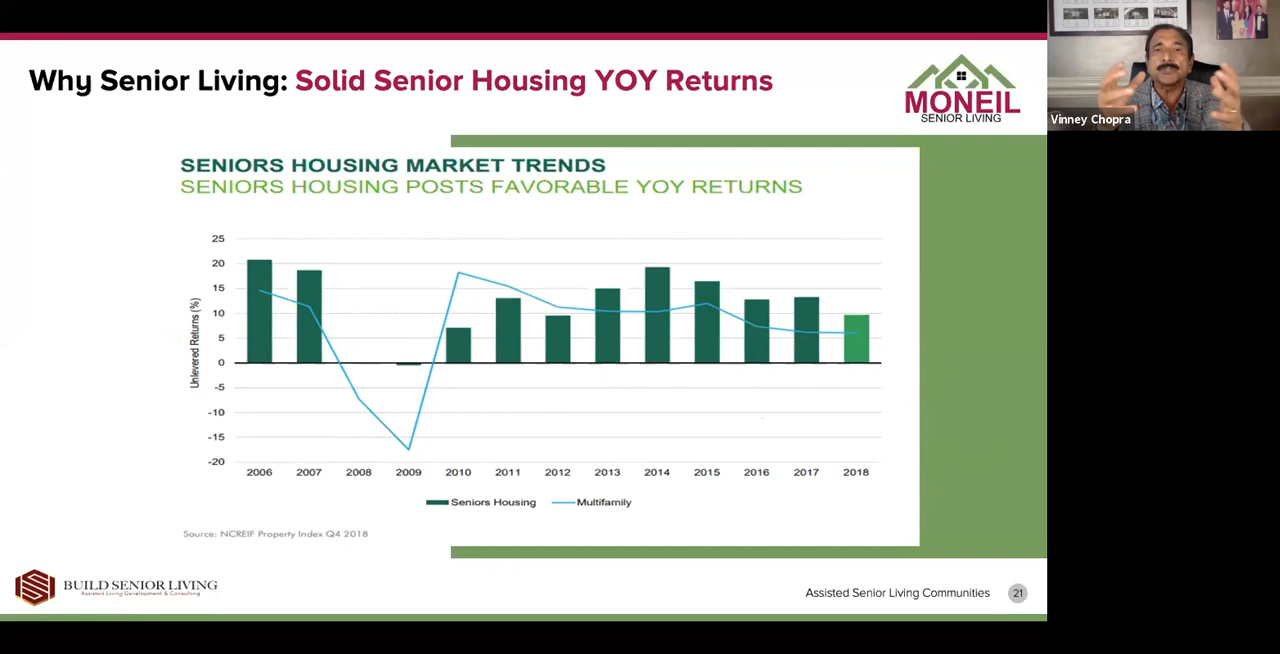 Why Senior Living: Solid Senior Housing YOY Returns
MONEIL
SENIOR LIVING
Vinney Chopra
SENIORS HOUSING MARKET TRENDS
SENIORS HOUSING POSTS FAVORABLE YOY RETURNS
Unlevered Returns (%)
25
20
15
10
5
0
-5
-10
-15
-20
2006 2007 2008 2009 2010 2011 2012 2013 2014 2015 2016 2017 2018
Seniors Housing Multifamily
Source: NCREIF Property Index Q4 2018
BUILD SENIOR LIVING
Assisted Living Development & Consulting
Assisted Senior Living Communities 21